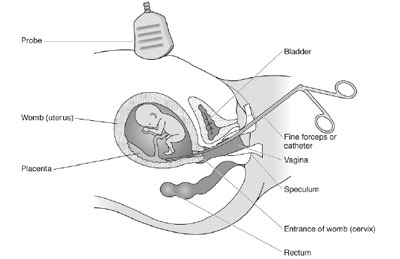 Probe
Bladder
Womb (uterus)
Fine forceps or
catheter
Vagina
Placenta
Speculum
Entrance of womb (cervix)
Rectum